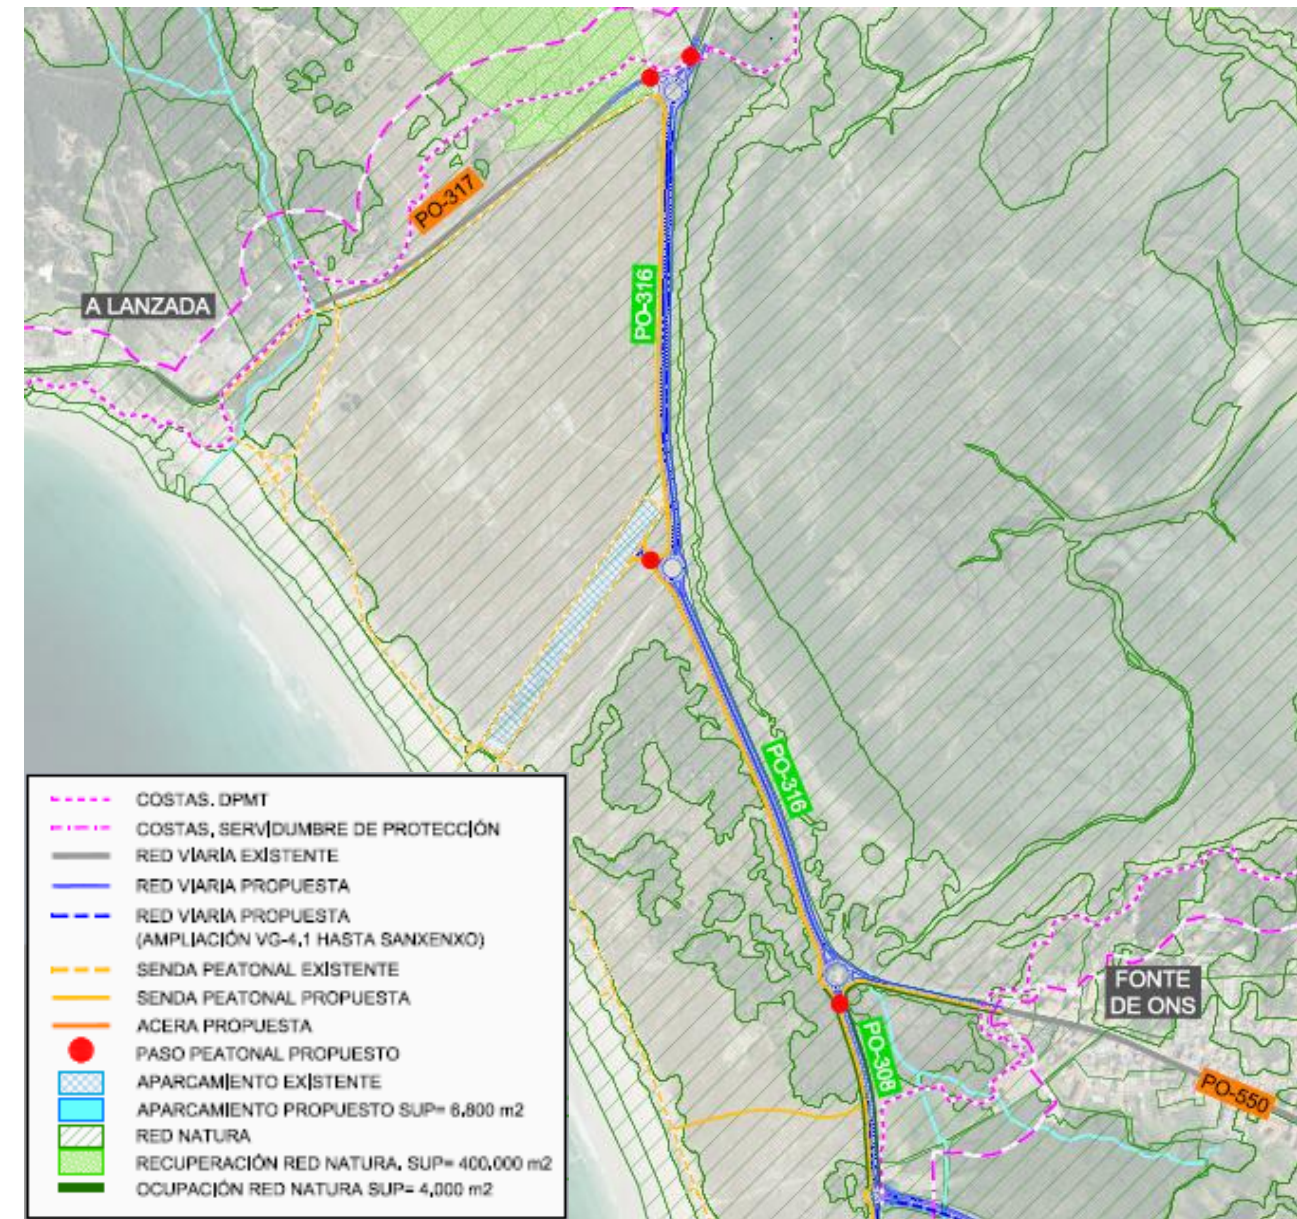 PO-317
PO-316
A LANZADA
PO-316
FONTE
DE ONS
PO-308
PO-550
COSTAS. DPMT
COSTAS, SERVIDUMBRE DE PROTECCIÓN
RED VIARIA EXISTENTE
RED VIARIA PROPUESTA
RED VIARIA PROPUESTA
(AMPLIACIÓN VG-4.1 HASTA SANXENXO)
SENDA PEATONAL EXISTENTE
SENDA PEATONAL PROPUESTA
ACERA PROPUESTA
PASO PEATONAL PROPUESTO
APARCAMIENTO EXISTENTE
APARCAMIENTO PROPUESTO SUP= 6.800 m2
RED NATURA
RECUPERACIÓN RED NATURA. SUP= 400.000 m2
OCUPACIÓN RED NATURA SUP= 4.000 m2